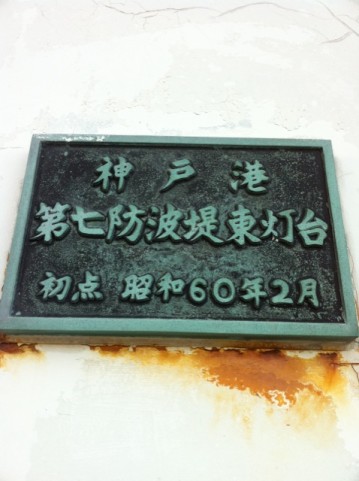 神戸港
第七防波堤東灯台
初点 昭和60年2月